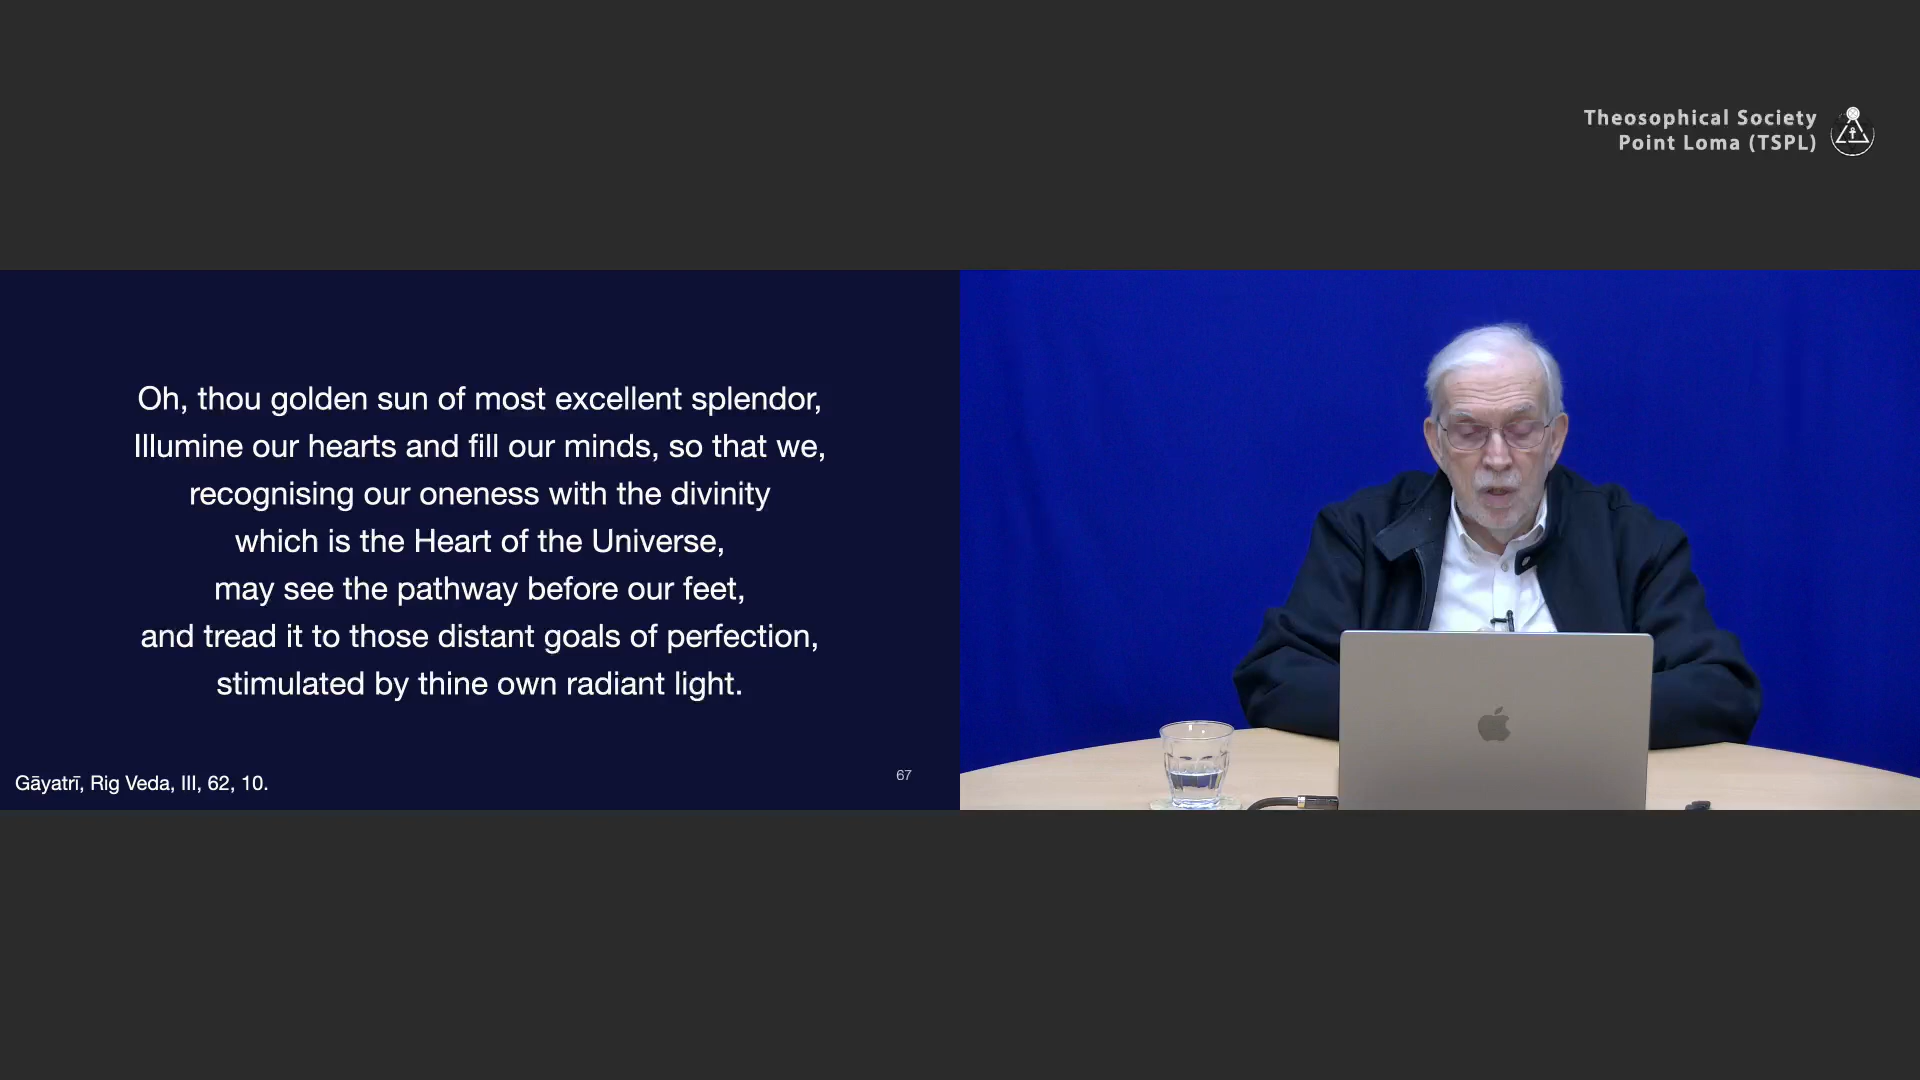 Theosophical Society
Point Loma (TSPL)
Oh, thou golden sun of most excellent splendor,
Illumine our hearts and fill our minds, so that we,
recognising our oneness with the divinity
which is the Heart of the Universe,
may see the pathway before our feet,
and tread it to those distant goals of perfection,
stimulated by thine own radiant light.
Gāyatrī, Rig Veda, III, 62, 10.
67